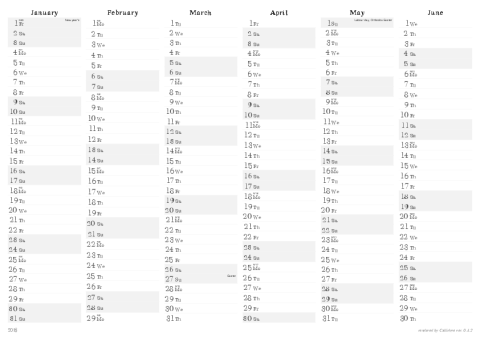 January
1 Fr
2 Sa
3 Su
4 Mo
5 Tu
6 We
7 Th
8 Fr
9 Sa
10 Su
11 Mo
12 Tu
13 We
14 Th
15 Fr
16 Sa
17 Su
18 Mo
19 Tu
20 We
21 Th
22 Fr
23 Sa
24 Su
25 Mo
26 Tu
27 We
28 Th
29 Fr
30 Sa
31 Su
February
1 Mo
2 Tu
3 We
4 Th
5 Fr
6 Sa
7 Su
8 Mo
9 Tu
10 We
11 Th
12 Fr
13 Sa
14 Su
15 Mo
16 Tu
17 We
18 Th
19 Fr
20 Sa
21 Su
22 Mo
23 Tu
24 We
25 Th
26 Fr
27 Sa
28 Su
29 Mo
March
1 Tu
2 We
3 Th
4 Fr
5 Sa
6 Su
7 Mo
8 Tu
9 We
10 Th
11 Fr
12 Sa
13 Su
14 Mo
15 Tu
16 We
17 Th
18 Fr
19 Sa
20 Su
21 Mo
22 Tu
23 We
24 Th
25 Fr
26 Sa
27 Su
28 Mo
29 Tu
30 We
31 Th
April
1 Fr
2 Sa
3 Su
4 Mo
5 Tu
6 We
7 Th
8 Fr
9 Sa
10 Su
11 Mo
12 Tu
13 We
14 Th
15 Fr
16 Sa
17 Su
18 Mo
19 Tu
20 We
21 Th
22 Fr
23 Sa
24 Su
25 Mo
26 Tu
27 We
28 Th
29 Fr
30 Sa
May
1 Su
2 Mo
3 Tu
4 We
5 Th
6 Fr
7 Sa
8 Su
9 Mo
10 Tu
11 We
12 Th
13 Fr
14 Sa
15 Su
16 Mo
17 Tu
18 We
19 Th
20 Fr
21 Sa
22 Su
23 Mo
24 Tu
25 We
26 Th
27 Fr
28 Sa
29 Su
30 Mo
31 Tu
June
1 We
2 Th
3 Fr
4 Sa
5 Su
6 Mo
7 Tu
8 We
9 Th
10 Fr
11 Sa
12 Su
13 Mo
14 Tu
15 We
16 Th
17 Fr
18 Sa
19 Su
20 Mo
21 Tu
22 We
23 Th
24 Fr
25 Sa
26 Su
27 Mo
28 Tu
29 We
30 Th
2016